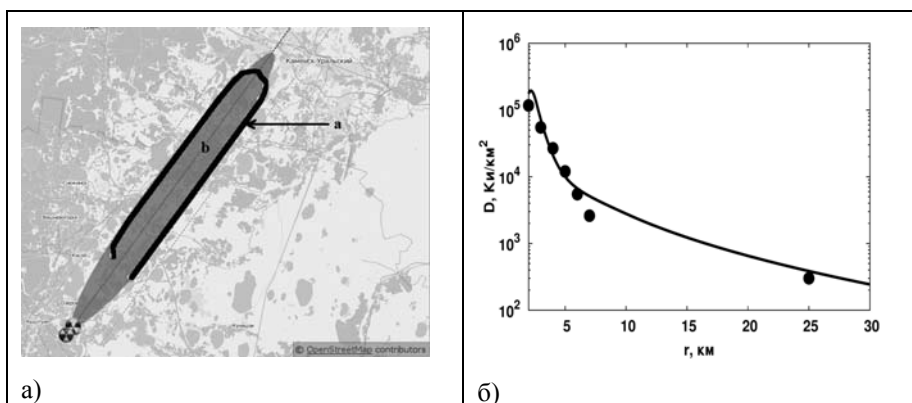 Каменск-Уральский
a
b
© OpenStreetMap contributors
а)
10⁶
10⁵
10⁴
10³
10²
D, Ки/км²
5
10
15
20
25
30
r, км
б)